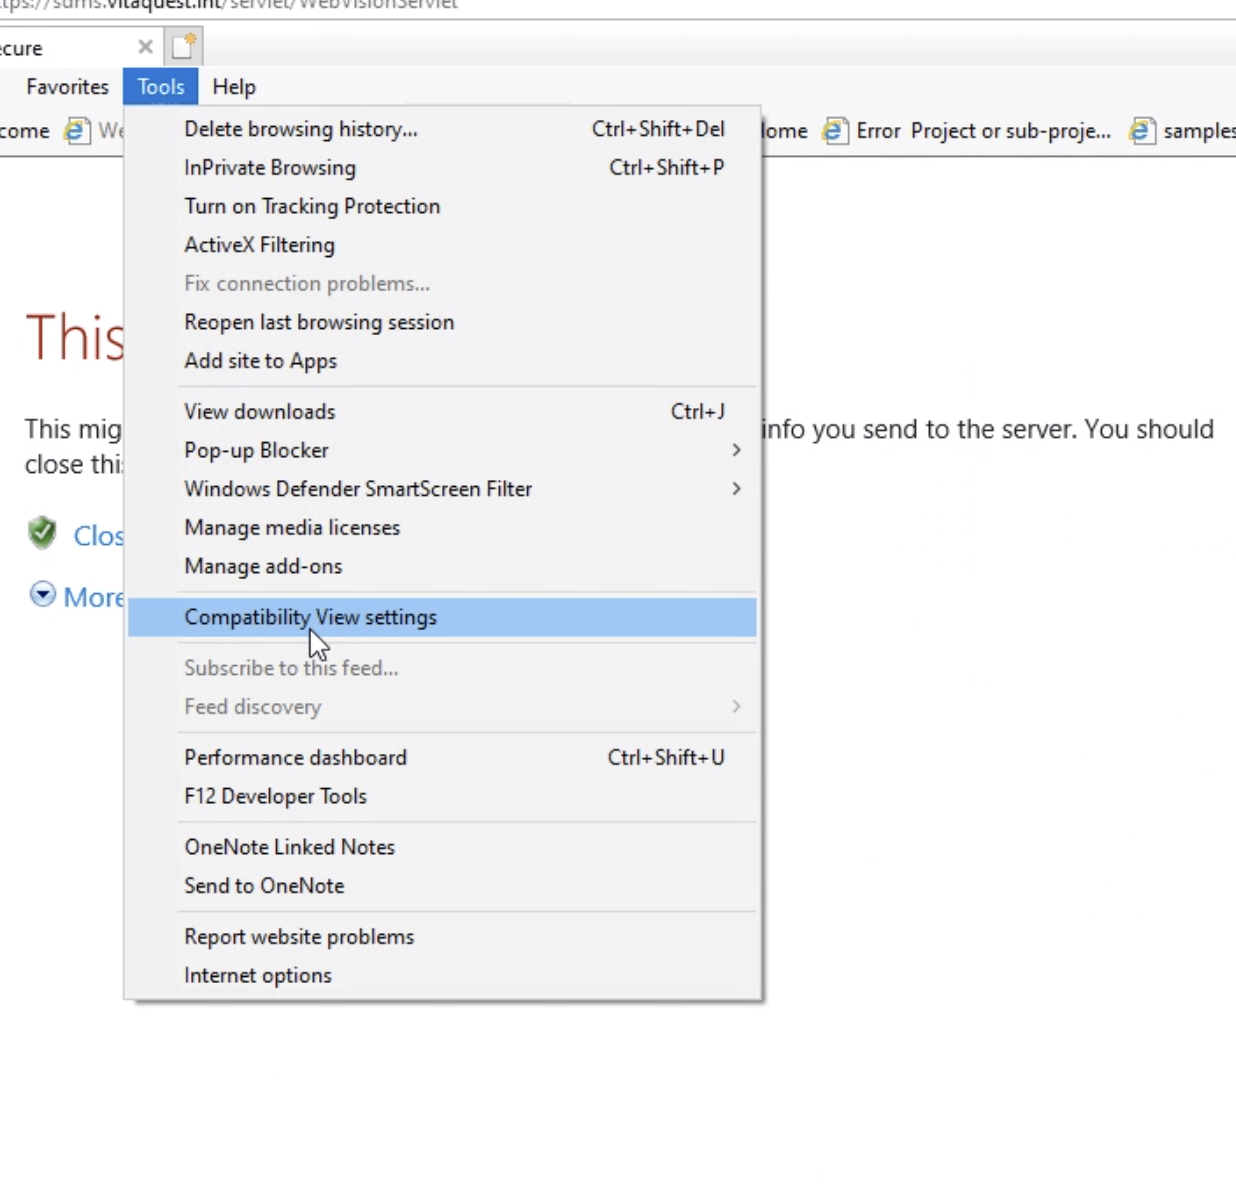 ttps://sdms.vitaquest.int/servlet/WebVisionServlet
ecure
Favorites Tools Help
come We ome Error Project or sub-proje... samples
Delete browsing history... Ctrl+Shift+Del
InPrivate Browsing Ctrl+Shift+P
Turn on Tracking Protection
ActiveX Filtering
Fix connection problems...
Reopen last browsing session
This
Add site to Apps
View downloads Ctrl+J
This mig info you send to the server. You should
Pop-up Blocker
close this
Windows Defender SmartScreen Filter
Manage media licenses
Clos
Manage add-ons
More
Compatibility View settings
Subscribe to this feed...
Feed discovery
Performance dashboard Ctrl+Shift+U
F12 Developer Tools
OneNote Linked Notes
Send to OneNote
Report website problems
Internet options